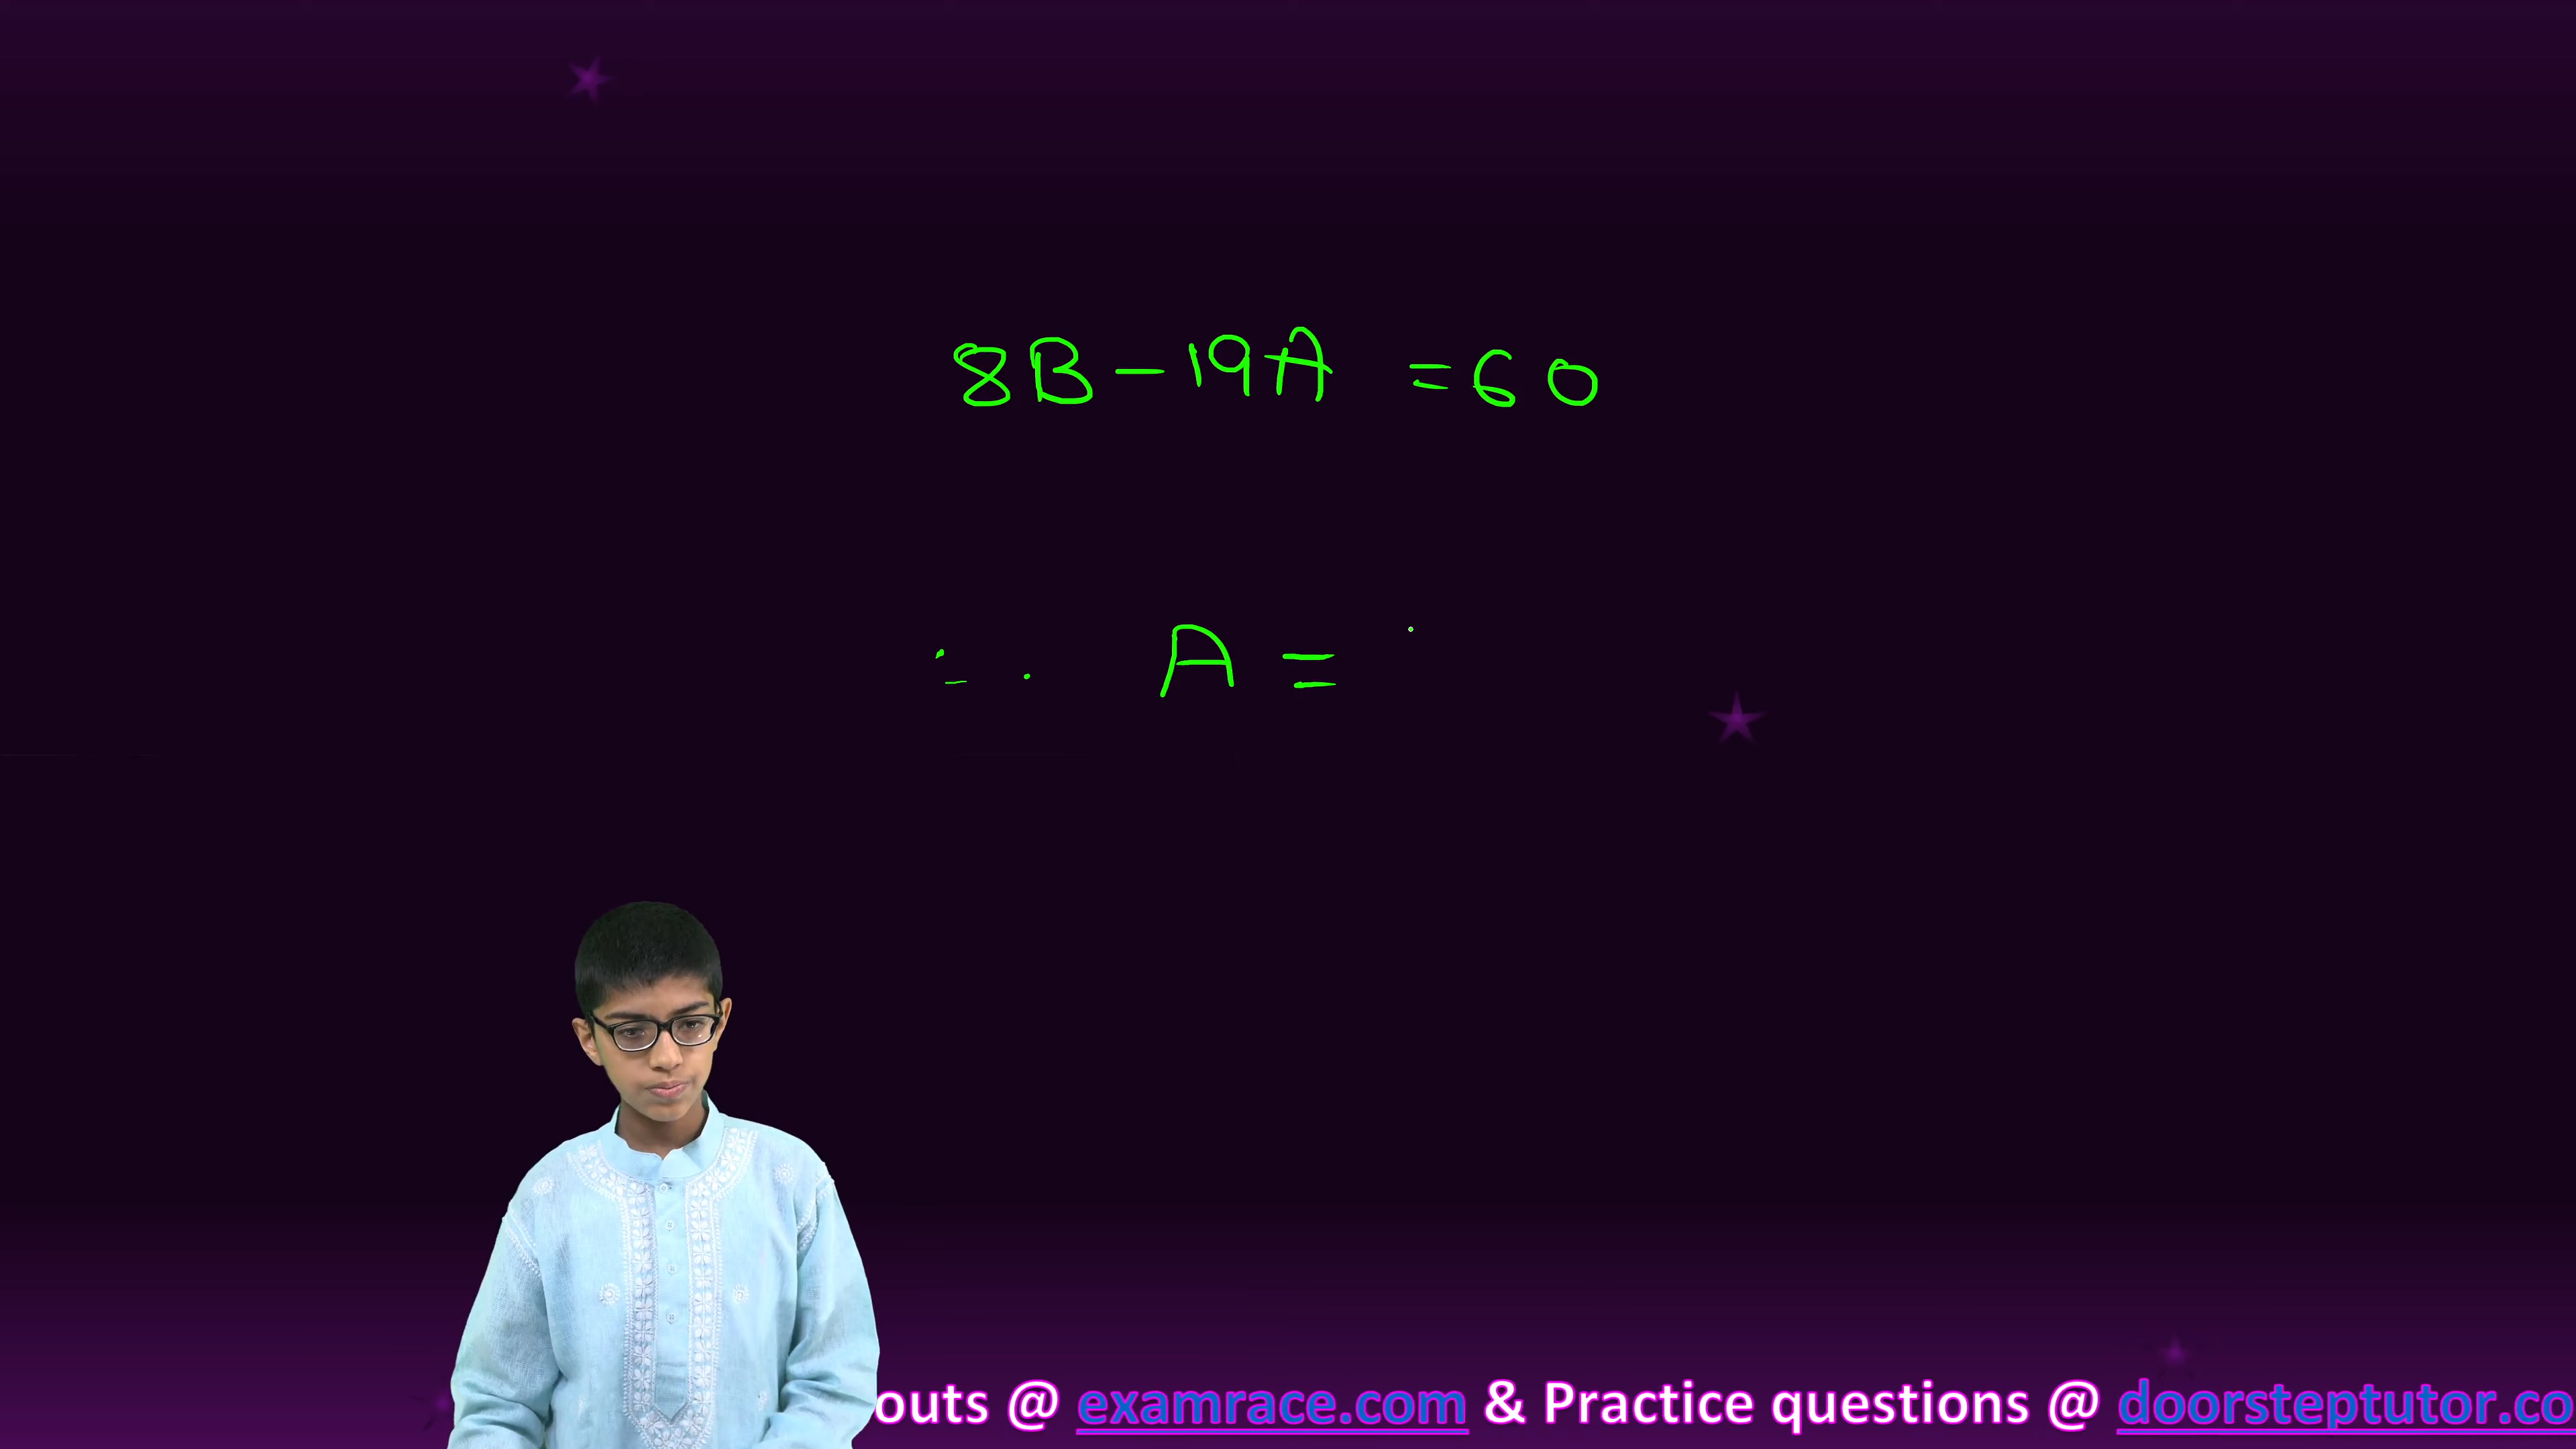 8B - 19A = 60
∴ A =
outs @ examrace.com & Practice questions @ doorsteptutor.co